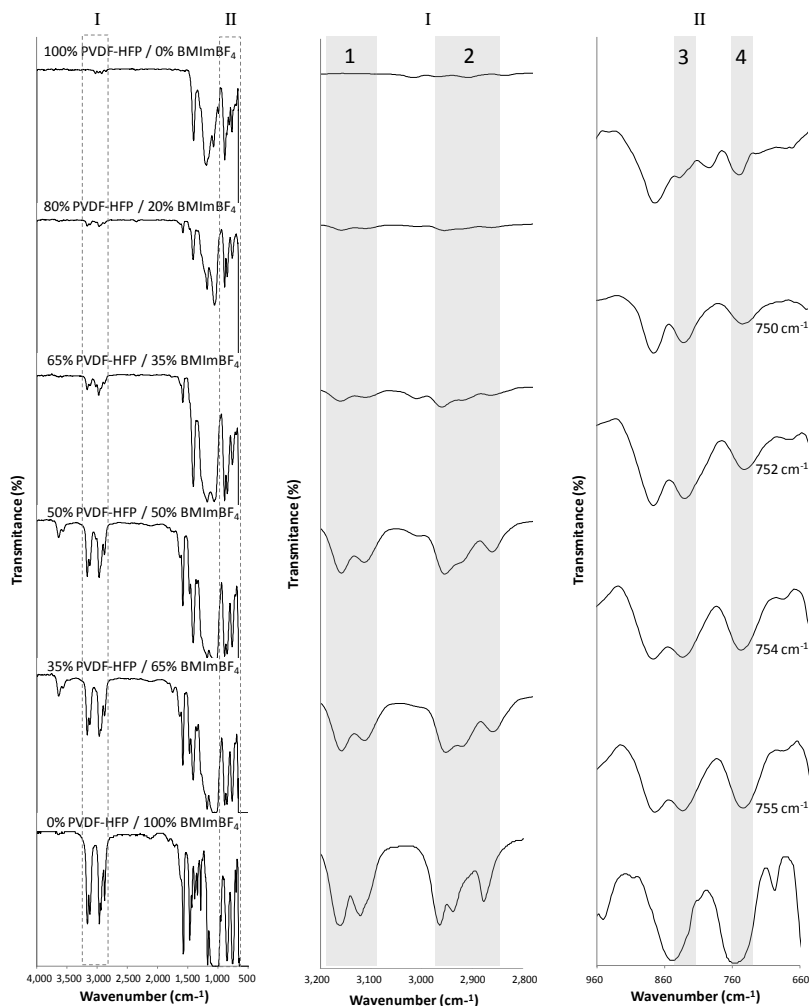 I
II
I
II
100% PVDF-HFP / 0% BMImBF4
80% PVDF-HFP / 20% BMImBF4
65% PVDF-HFP / 35% BMImBF4
50% PVDF-HFP / 50% BMImBF4
35% PVDF-HFP / 65% BMImBF4
0% PVDF-HFP / 100% BMImBF4
Transmitance (%)
4,000 3,500 3,000 2,500 2,000 1,500 1,000 500
Wavenumber (cm-1)
1
2
Transmitance (%)
3,200 3,100 3,000 2,900 2,800
Wavenumber (cm-1)
3
4
750 cm-1
752 cm-1
754 cm-1
755 cm-1
Transmitance (%)
960 860 760 660
Wavenumber (cm-1)